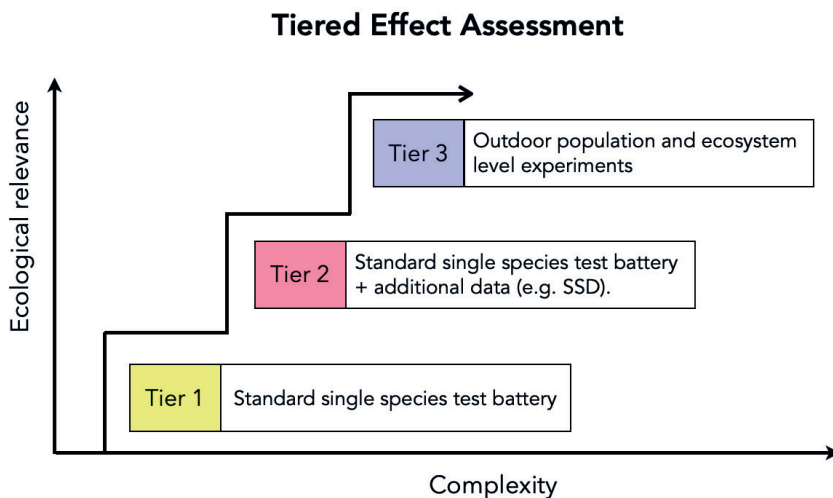 Tiered Effect Assessment
Ecological relevance
Tier 3
Outdoor population and ecosystem
level experiments
Tier 2
Standard single species test battery
+ additional data (e.g. SSD).
Tier 1
Standard single species test battery
Complexity